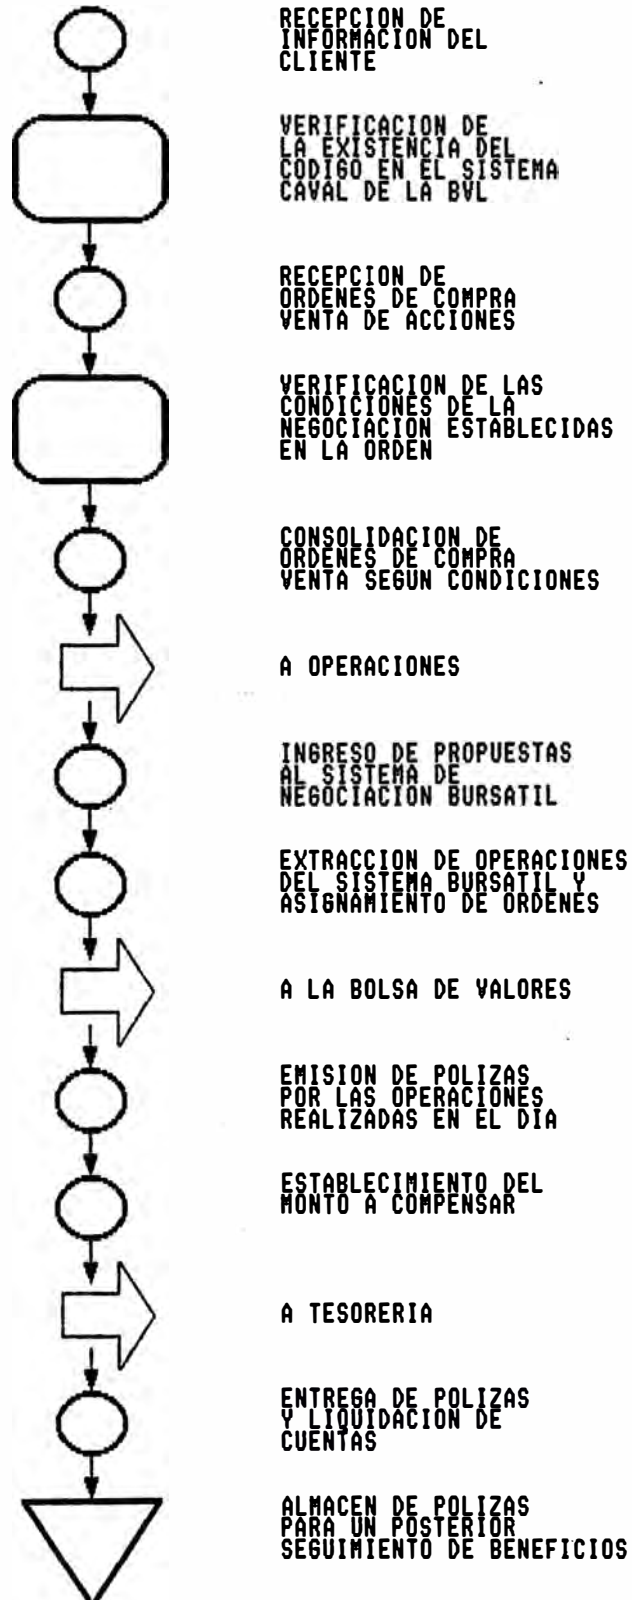 RECEPCION DE
INFORMACION DEL
CLIENTE
VERIFICACION DE
LA EXISTENCIA DEL
CODIGO EN EL SISTEMA
CAVAL DE LA BVL
RECEPCION DE
ORDENES DE COMPRA
VENTA DE ACCIONES
VERIFICACION DE LAS
CONDICIONES DE LA
NEGOCIACION ESTABLECIDAS
EN LA ORDEN
CONSOLIDACION DE
ORDENES DE COMPRA
VENTA SEGUN CONDICIONES
A OPERACIONES
INGRESO DE PROPUESTAS
AL SISTEMA DE
NEGOCIACION BURSATIL
EXTRACCION DE OPERACIONES
DEL SISTEMA BURSATIL Y
ASIGNAMIENTO DE ORDENES
A LA BOLSA DE VALORES
EMISION DE POLIZAS
POR LAS OPERACIONES
REALIZADAS EN EL DIA
ESTABLECIMIENTO DEL
MONTO A COMPENSAR
A TESORERIA
ENTREGA DE POLIZAS
Y LIQUIDACION DE
CUENTAS
ALMACEN DE POLIZAS
PARA UN POSTERIOR
SEGUIMIENTO DE BENEFICIOS